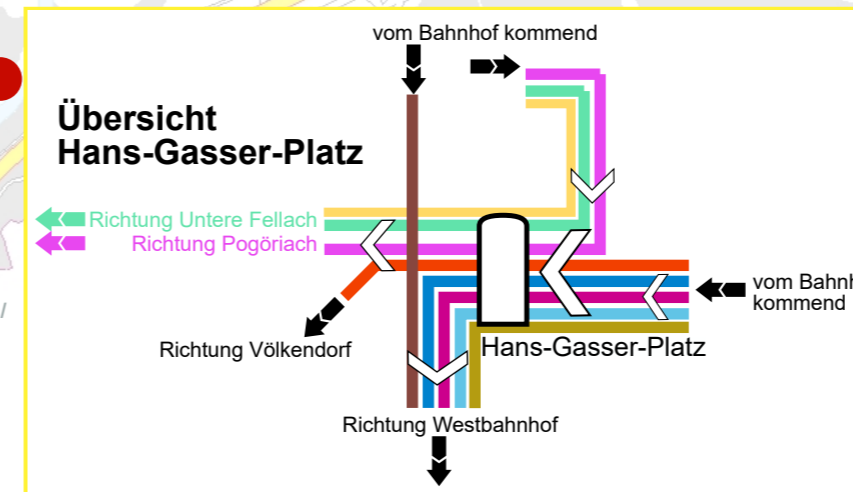 vom Bahnhof kommend
Übersicht
Hans-Gasser-Platz
Richtung Untere Fellach
Richtung Pogöriach
vom
kommend
Richtung Völkendorf
Hans-Gasser-Platz
Richtung Westbahnhof